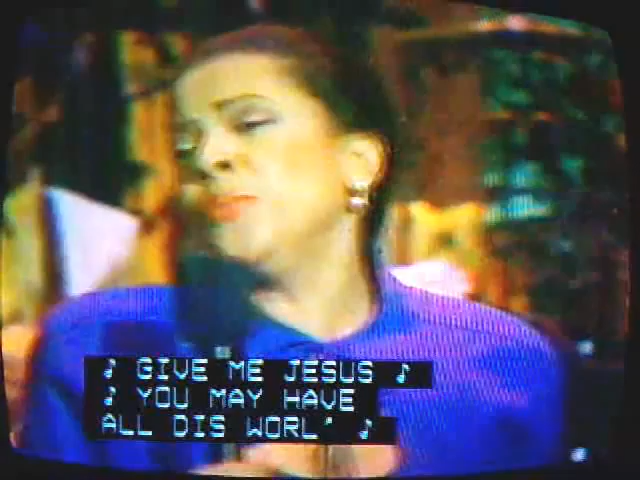 ♪ GIVE ME JESUS ♪
♪ YOU MAY HAVE
ALL DIS WORL' ♪